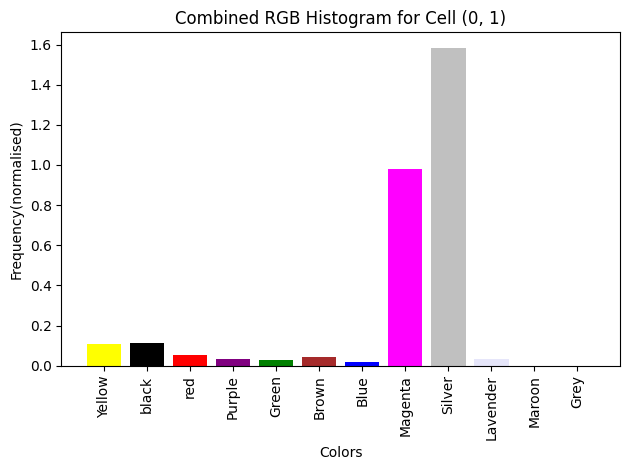 Combined RGB Histogram for Cell (0, 1)
Frequency(normalised)
1.6
1.4
1.2
1.0
0.8
0.6
0.4
0.2
0.0
Yellow
black
red
Purple
Green
Brown
Blue
Magenta
Silver
Lavender
Maroon
Grey
Colors